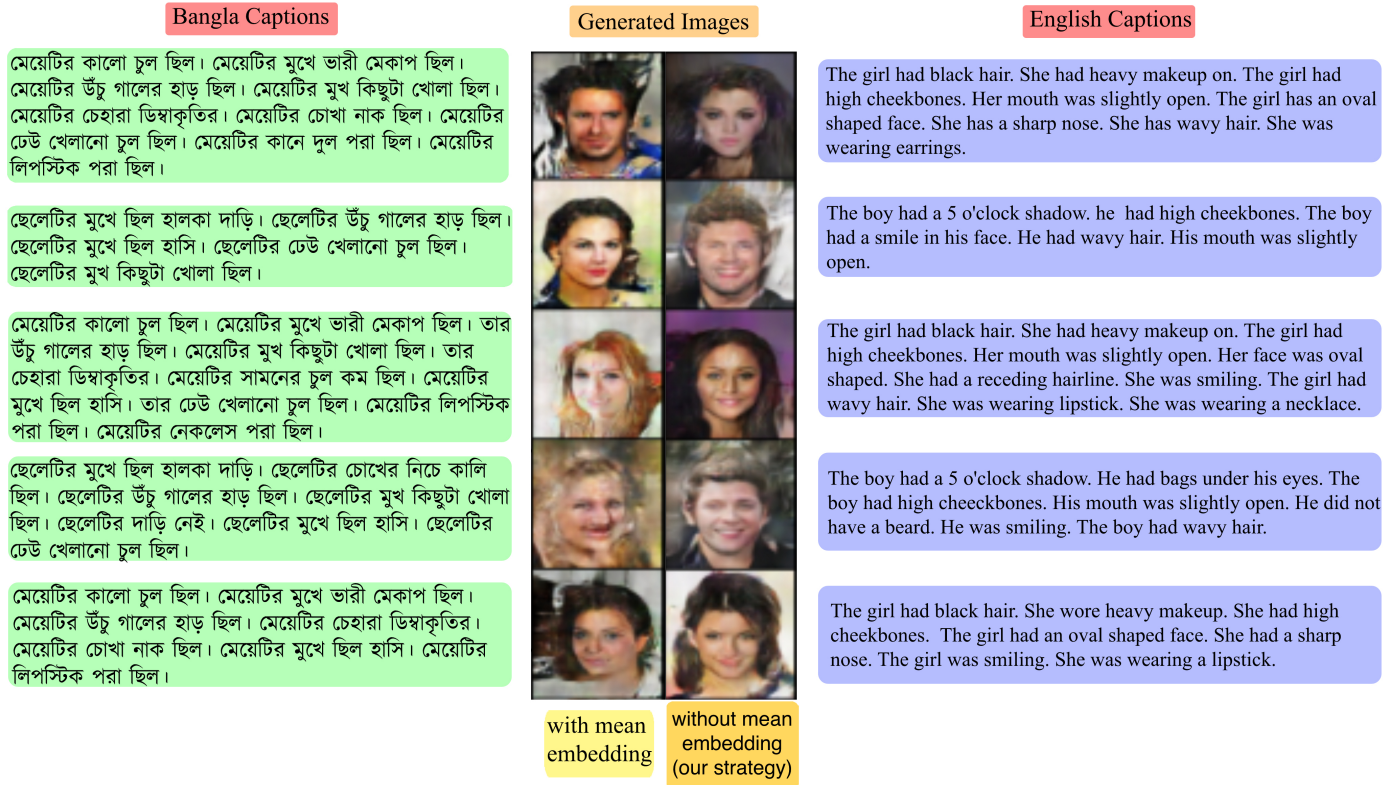 Bangla Captions
Generated Images
English Captions
মেয়েটির কালো চুল ছিল। মেয়েটির মুখে ভারী মেকাপ ছিল।
মেয়েটির উঁচু গালের হাড় ছিল। মেয়েটির মুখ কিছুটা খোলা ছিল।
মেয়েটির চেহারা ডিম্বাকৃতির। মেয়েটির চোখা নাক ছিল। মেয়েটির
ঢেউ খেলানো চুল ছিল। মেয়েটির কানে দুল পরা ছিল। মেয়েটির
লিপস্টিক পরা ছিল।
The girl had black hair. She had heavy makeup on. The girl had
high cheekbones. Her mouth was slightly open. The girl has an oval
shaped face. She has a sharp nose. She has wavy hair. She was
wearing earrings.
ছেলেটির মুখে ছিল হালকা দাড়ি। ছেলেটির উঁচু গালের হাড় ছিল।
ছেলেটির মুখে ছিল হাসি। ছেলেটির ঢেউ খেলানো চুল ছিল।
ছেলেটির মুখ কিছুটা খোলা ছিল।
The boy had a 5 o'clock shadow. he  had high cheekbones. The boy
had a smile in his face. He had wavy hair. His mouth was slightly
open.
মেয়েটির কালো চুল ছিল। মেয়েটির মুখে ভারী মেকাপ ছিল। তার
উঁচু গালের হাড় ছিল। মেয়েটির মুখ কিছুটা খোলা ছিল। তার
চেহারা ডিম্বাকৃতির। মেয়েটির সামনের চুল কম ছিল। মেয়েটির
মুখে ছিল হাসি। তার ঢেউ খেলানো চুল ছিল। মেয়েটির লিপস্টিক
পরা ছিল। মেয়েটির নেকলেস পরা ছিল।
The girl had black hair. She had heavy makeup on. The girl had
high cheekbones. Her mouth was slightly open. Her face was oval
shaped. She had a receding hairline. She was smiling. The girl had
wavy hair. She was wearing lipstick. She was wearing a necklace.
ছেলেটির মুখে ছিল হালকা দাড়ি। ছেলেটির চোখের নিচে কালি
ছিল। ছেলেটির উঁচু গালের হাড় ছিল। ছেলেটির মুখ কিছুটা খোলা
ছিল। ছেলেটির দাড়ি নেই। ছেলেটির মুখে ছিল হাসি। ছেলেটির
ঢেউ খেলানো চুল ছিল।
The boy had a 5 o'clock shadow. He had bags under his eyes. The
boy had high cheeckbones. His mouth was slightly open. He did not
have a beard. He was smiling. The boy had wavy hair.
মেয়েটির কালো চুল ছিল। মেয়েটির মুখে ভারী মেকাপ ছিল।
মেয়েটির উঁচু গালের হাড় ছিল। মেয়েটির চেহারা ডিম্বাকৃতির।
মেয়েটির চোখা নাক ছিল। মেয়েটির মুখে ছিল হাসি। মেয়েটির
লিপস্টিক পরা ছিল।
The girl had black hair. She wore heavy makeup. She had high
cheekbones.  The girl had an oval shaped face. She had a sharp
nose. The girl was smiling. She was wearing a lipstick.
with mean
embedding
without mean
embedding
(our strategy)